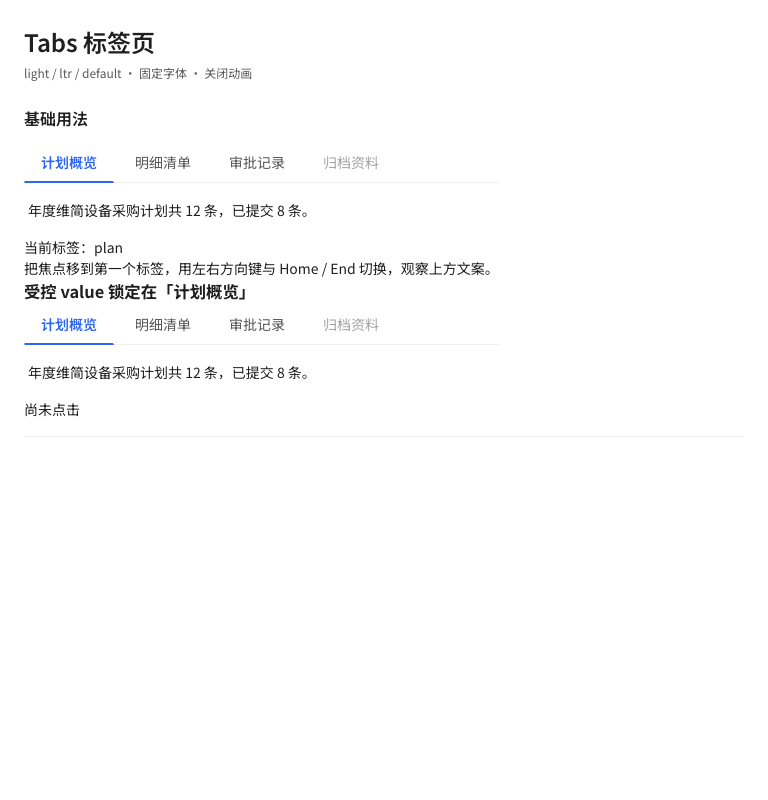 Tabs 标签页
light / ltr / default • 固定字体 • 关闭动画
基础用法
计划概览 明细清单 审批记录 归档资料
年度维简设备采购计划共 12 条，已提交 8 条。
当前标签：plan
把焦点移到第一个标签，用左右方向键与 Home / End 切换，观察上方文案。
受控 value 锁定在「计划概览」
计划概览 明细清单 审批记录 归档资料
年度维简设备采购计划共 12 条，已提交 8 条。
尚未点击